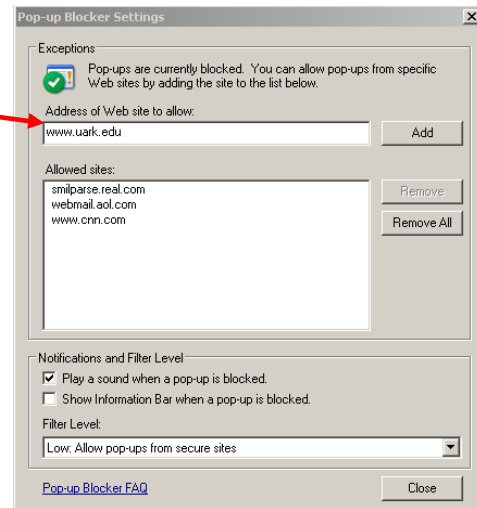 Pop-up Blocker Settings
Exceptions
Pop-ups are currently blocked. You can allow pop-ups from specific
Web sites by adding the site to the list below.
Address of Web site to allow:
www.uark.edu
Add
Allowed sites:
smilparse.real.com
webmail.aol.com
www.cnn.com
Remove
Remove All
Notifications and Filter Level
Play a sound when a pop-up is blocked.
Show Information Bar when a pop-up is blocked.
Filter Level:
Low: Allow pop-ups from secure sites
Pop-up Blocker FAQ
Close